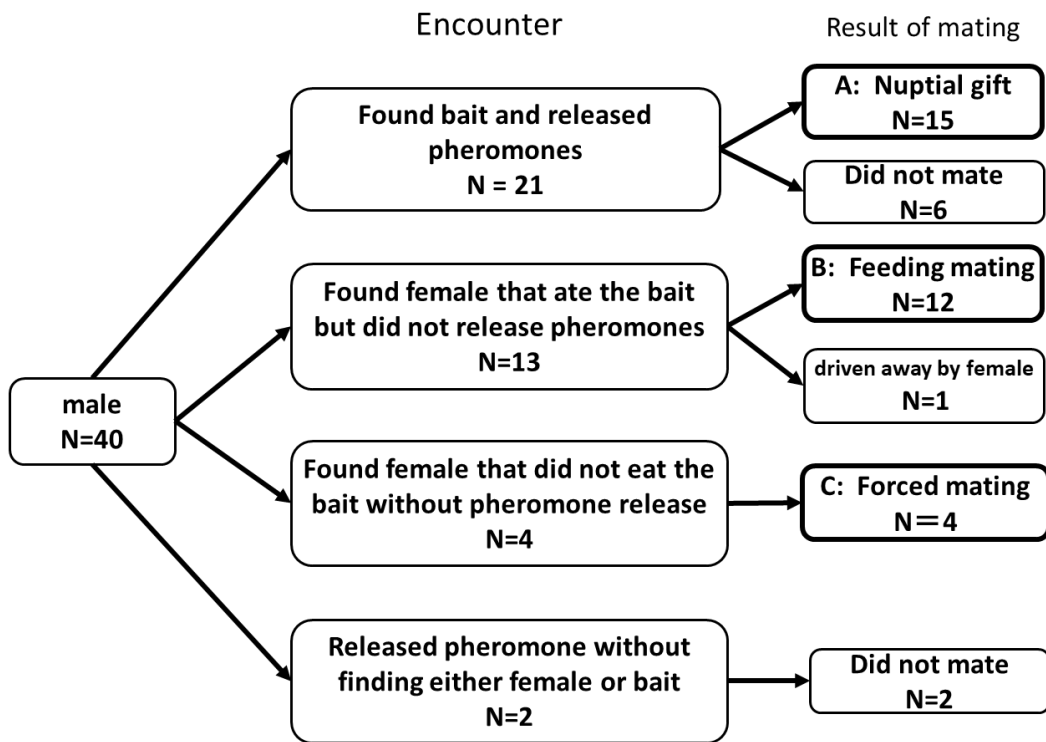 Encounter
Result of mating
male
N=40
Found bait and released
pheromones
N = 21
A:  Nuptial gift
N=15
Did not mate
N=6
Found female that ate the bait
but did not release pheromones
N=13
B:  Feeding mating
N=12
driven away by female
N=1
Found female that did not eat the
bait without pheromone release
N=4
C:  Forced mating
N＝4
Released pheromone without
finding either female or bait
N=2
Did not mate
N=2